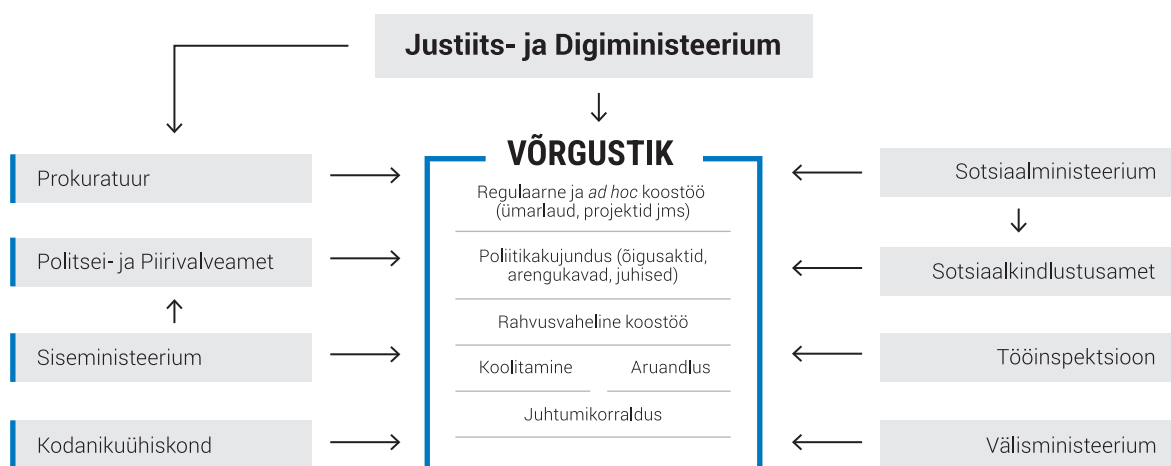 Justiits- ja Digiministeerium
Prokuratuur
Politsei- ja Piirivalveamet
Siseministeerium
Kodanikuühiskond
VÕRGUSTIK
Regulaarne ja ad hoc koostöö
(ümarlaud, projektid jms)
Poliitikakujundus (õigusaktid,
arengukavad, juhised)
Rahvusvaheline koostöö
Koolitamine
Aruandlus
Juhtumikorraldus
Sotsiaalministeerium
Sotsiaalkindlustusamet
Tööinspektsioon
Välisministeerium